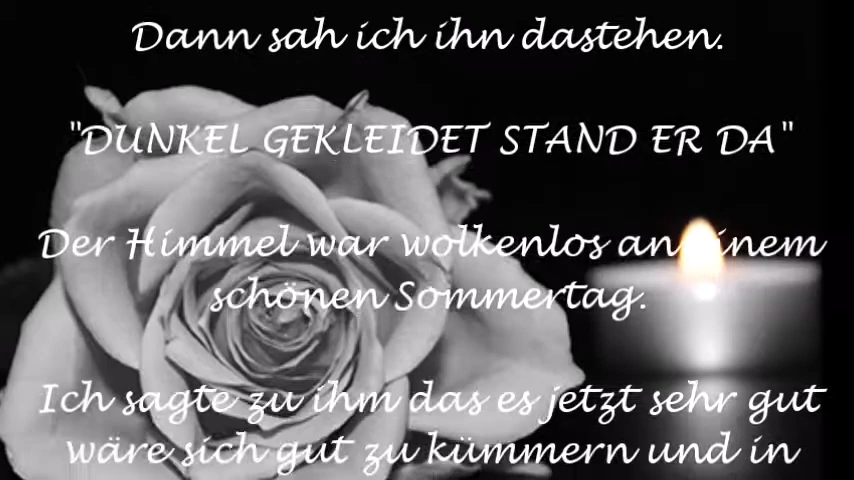 Dann sah ich ihn dastehen.
"DUNKEL GEKLEIDET STAND ER DA"
Der Himmel war wolkenlos an einem
schönen Sommertag.
Ich sagte zu ihm das es jetzt sehr gut
wäre sich gut zu kümmern und in